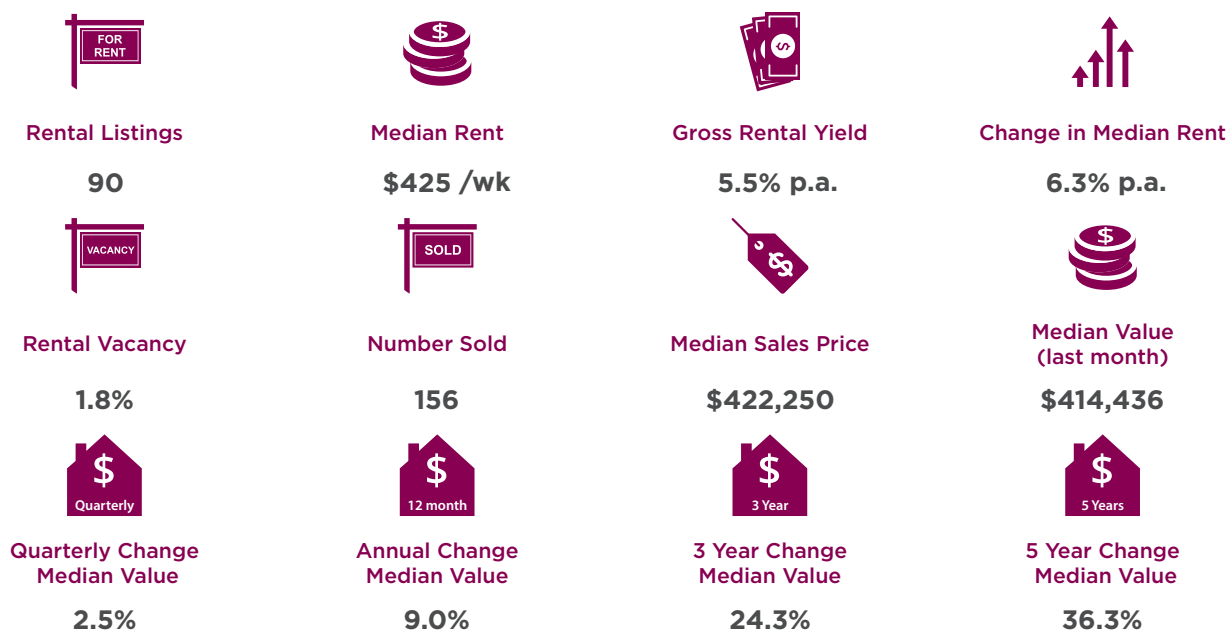 FOR
RENT
$
$
Rental Listings
Median Rent
Gross Rental Yield
Change in Median Rent
90
$425 /wk
5.5% p.a.
6.3% p.a.
VACANCY
SOLD
$
$
Rental Vacancy
Number Sold
Median Sales Price
Median Value
(last month)
1.8%
156
$422,250
$414,436
$
Quarterly
$
12 month
$
3 Year
$
5 Years
Quarterly Change
Median Value
Annual Change
Median Value
3 Year Change
Median Value
5 Year Change
Median Value
2.5%
9.0%
24.3%
36.3%